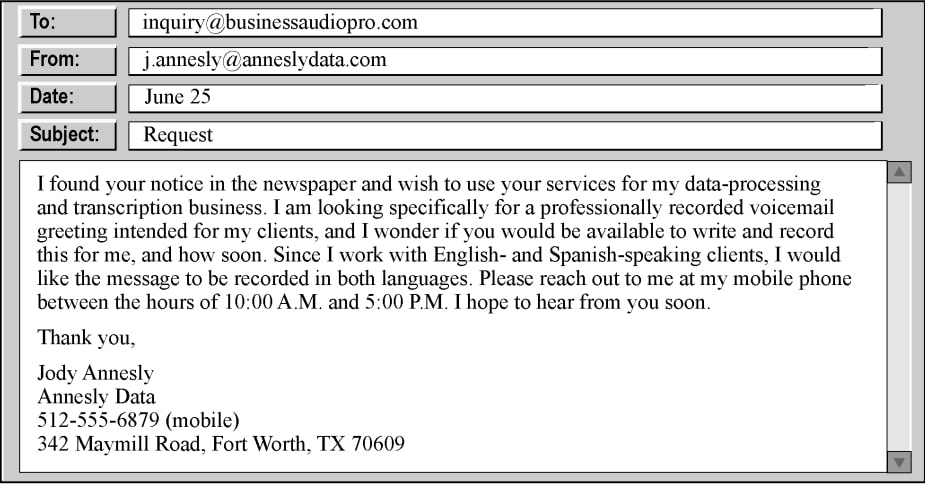 To: inquiry@businessaudiopro.com
From: j.annesly@anneslydata.com
Date: June 25
Subject: Request
I found your notice in the newspaper and wish to use your services for my data-processing
and transcription business. I am looking specifically for a professionally recorded voicemail
greeting intended for my clients, and I wonder if you would be available to write and record
this for me, and how soon. Since I work with English- and Spanish-speaking clients, I would
like the message to be recorded in both languages. Please reach out to me at my mobile phone
between the hours of 10:00 A.M. and 5:00 P.M. I hope to hear from you soon.
Thank you,
Jody Annesly
Annesly Data
512-555-6879 (mobile)
342 Maymill Road, Fort Worth, TX 70609